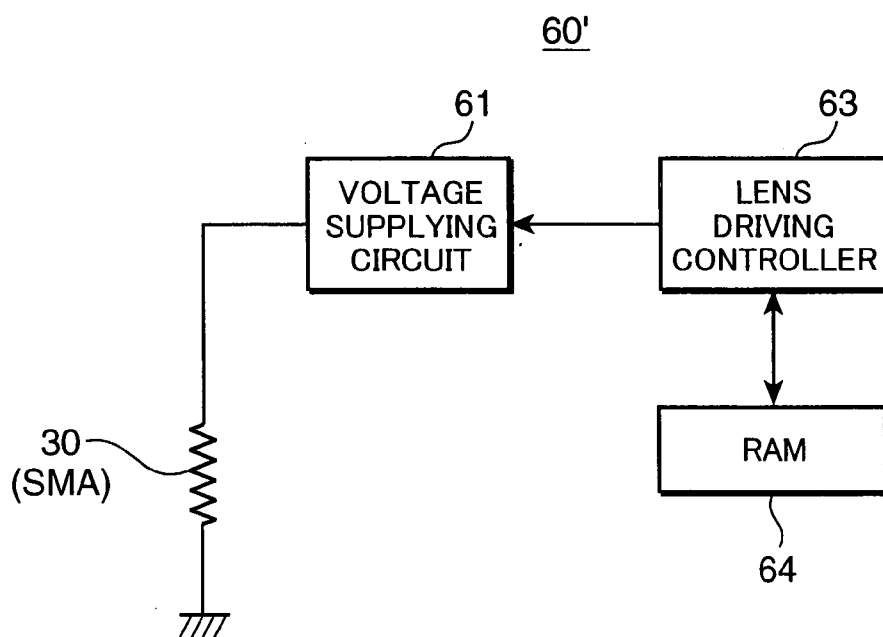 60'
61
63
VOLTAGE
SUPPLYING
CIRCUIT
LENS
DRIVING
CONTROLLER
30
(SMA)
RAM
64